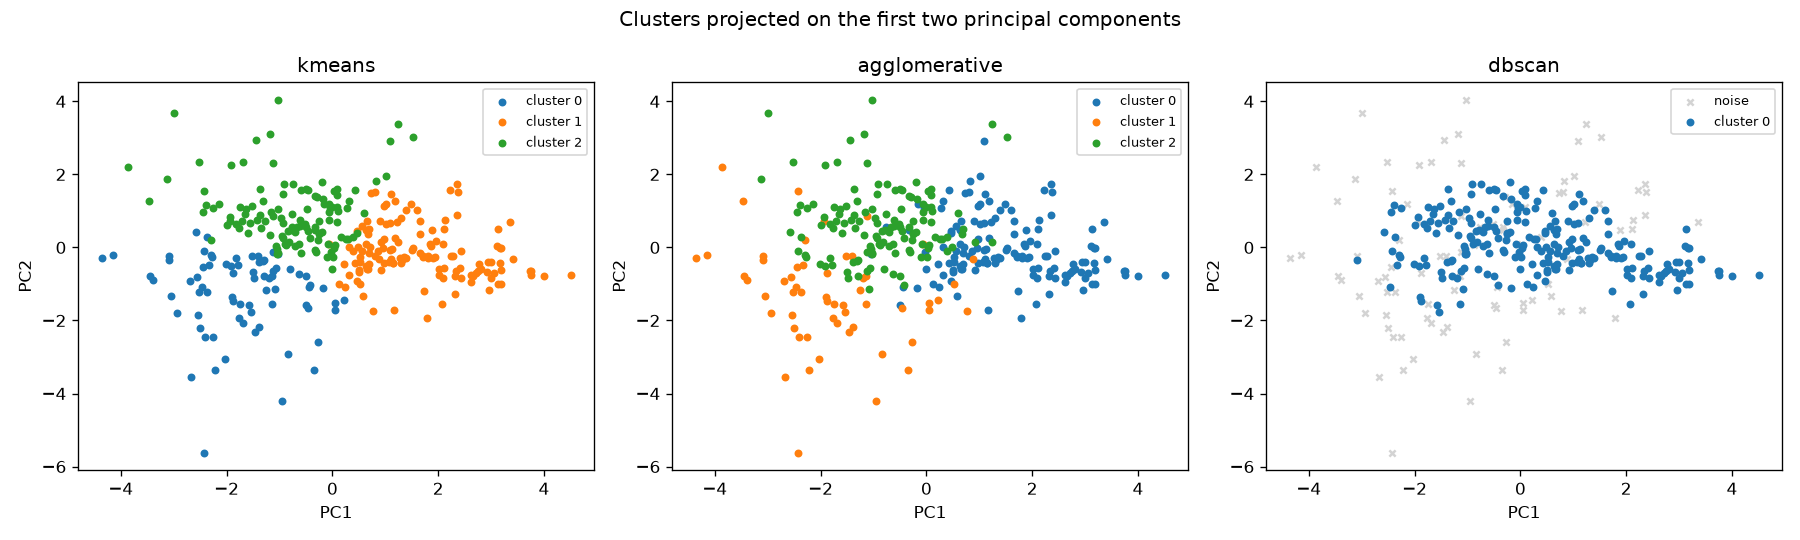 Clusters projected on the first two principal components
kmeans
cluster 0
cluster 1
cluster 2
4
2
0
−2
−4
−6
PC2
−4
−2
0
2
4
PC1
agglomerative
cluster 0
cluster 1
cluster 2
4
2
0
−2
−4
−6
PC2
−4
−2
0
2
4
PC1
dbscan
noise
cluster 0
4
2
0
−2
−4
−6
PC2
−4
−2
0
2
4
PC1